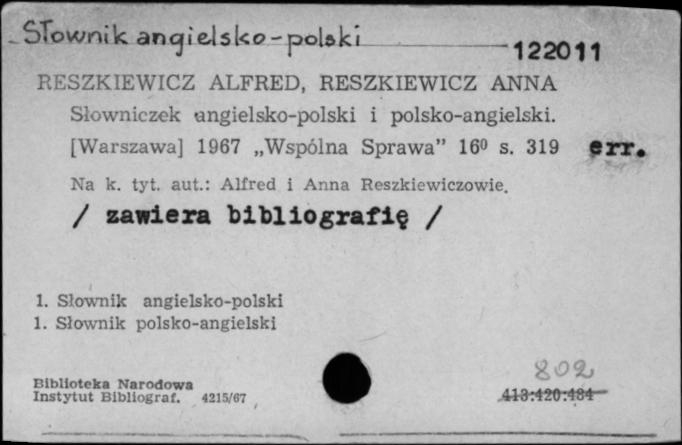 Słownik angielsko-polski
122011
RESZKIEWICZ ALFRED, RESZKIEWICZ ANNA
Słowniczek angielsko-polski i polsko-angielski.
[Warszawa] 1967 „Wspólna Sprawa” 16⁰ s. 319 err.
Na k. tyt. aut.: Alfred i Anna Reszkiewiczowie.
/ zawiera bibliografię /
1. Słownik angielsko-polski
1. Słownik polsko-angielski
802
Biblioteka Narodowa
Instytut Bibliograf. 4215/67
413:420:484